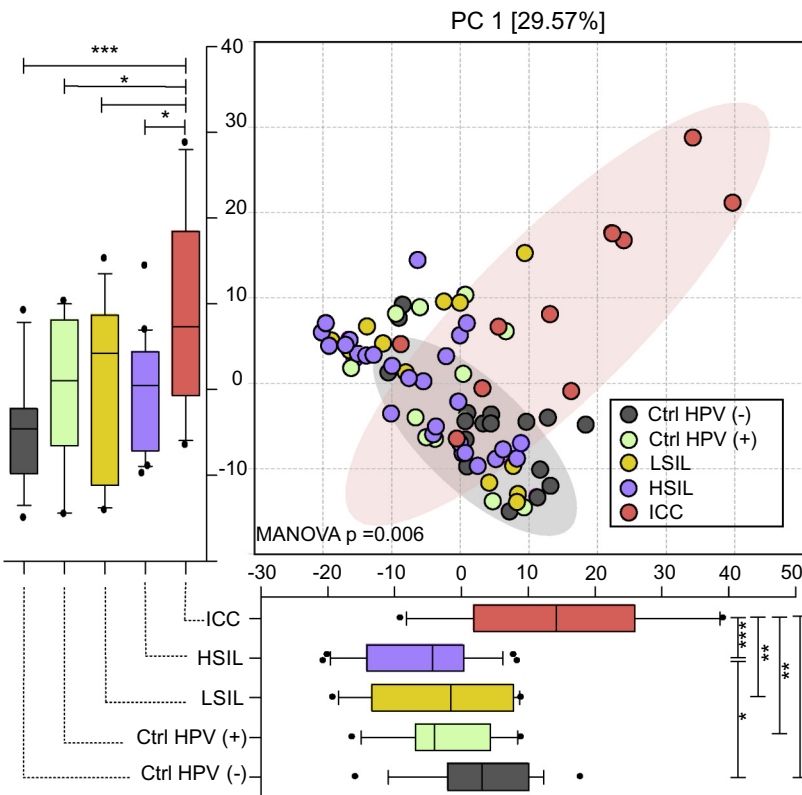 PC 1 [29.57%]
***
*
*
40
30
20
10
0
-10
Ctrl HPV (-)
Ctrl HPV (+)
LSIL
HSIL
ICC
MANOVA p =0.006
-30 -20 -10 0 10 20 30 40 50
ICC
HSIL
LSIL
Ctrl HPV (+)
Ctrl HPV (-)
***
**
**
*